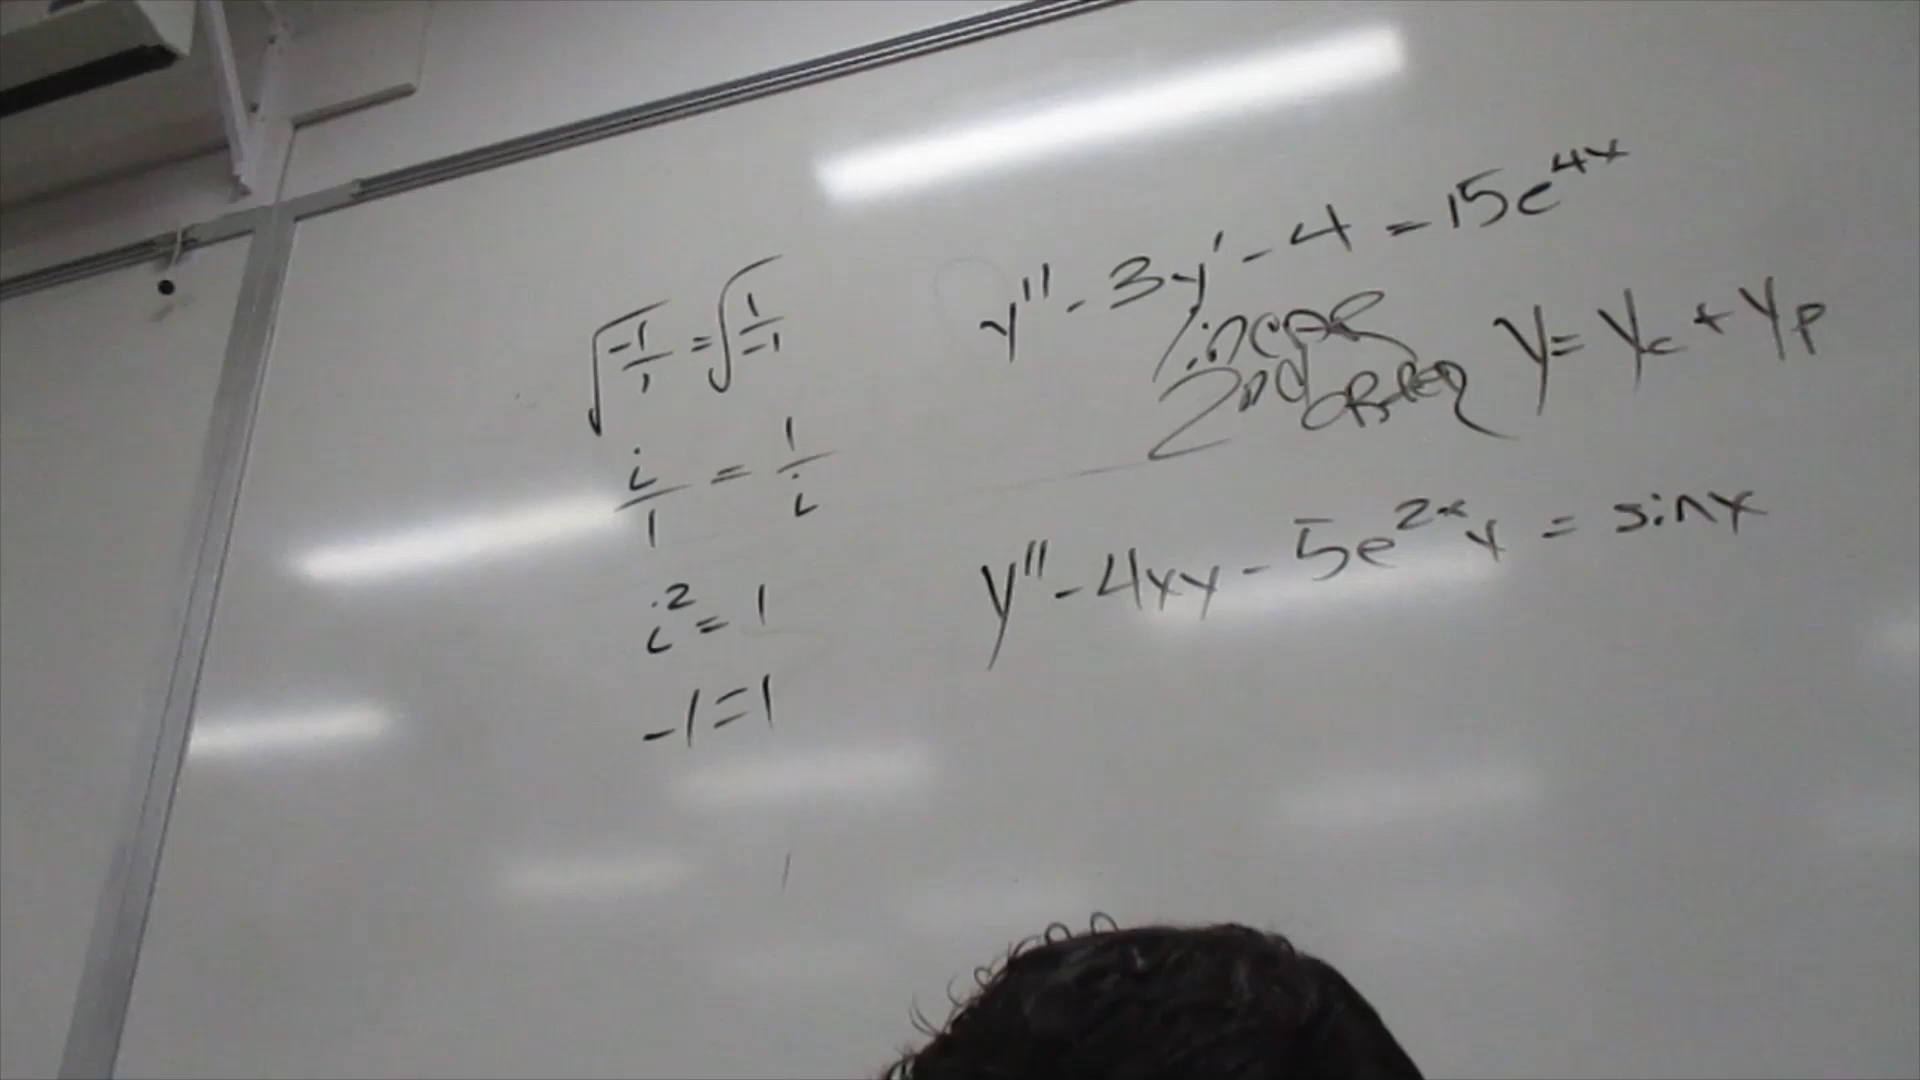 √(-1/1) = √(1/-1)
i/1 = 1/i
i² = 1
-1 = 1
y'' - 3y' - 4 = 15e^4x
Linear
2nd order
y = yc + yp
y'' - 4xy - 5e^2x y = sinx